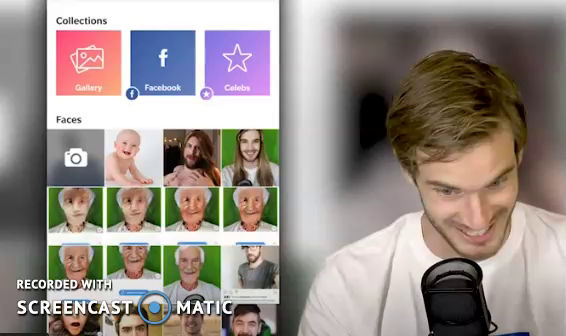 Collections
Gallery
f
Facebook
Celebs
f
Faces
RECORDED WITH
SCREENCAST MATIC